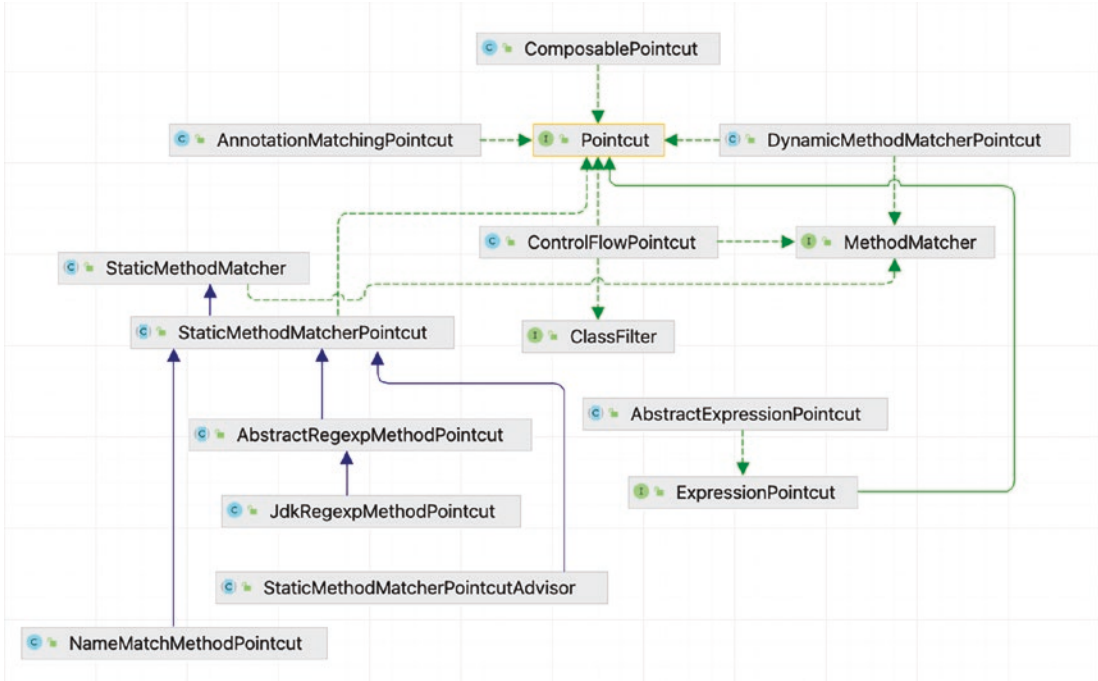 ComposablePointcut
AnnotationMatchingPointcut
Pointcut
DynamicMethodMatcherPointcut
ControlFlowPointcut
MethodMatcher
StaticMethodMatcher
StaticMethodMatcherPointcut
ClassFilter
AbstractExpressionPointcut
AbstractRegexpMethodPointcut
ExpressionPointcut
JdkRegexpMethodPointcut
StaticMethodMatcherPointcutAdvisor
NameMatchMethodPointcut